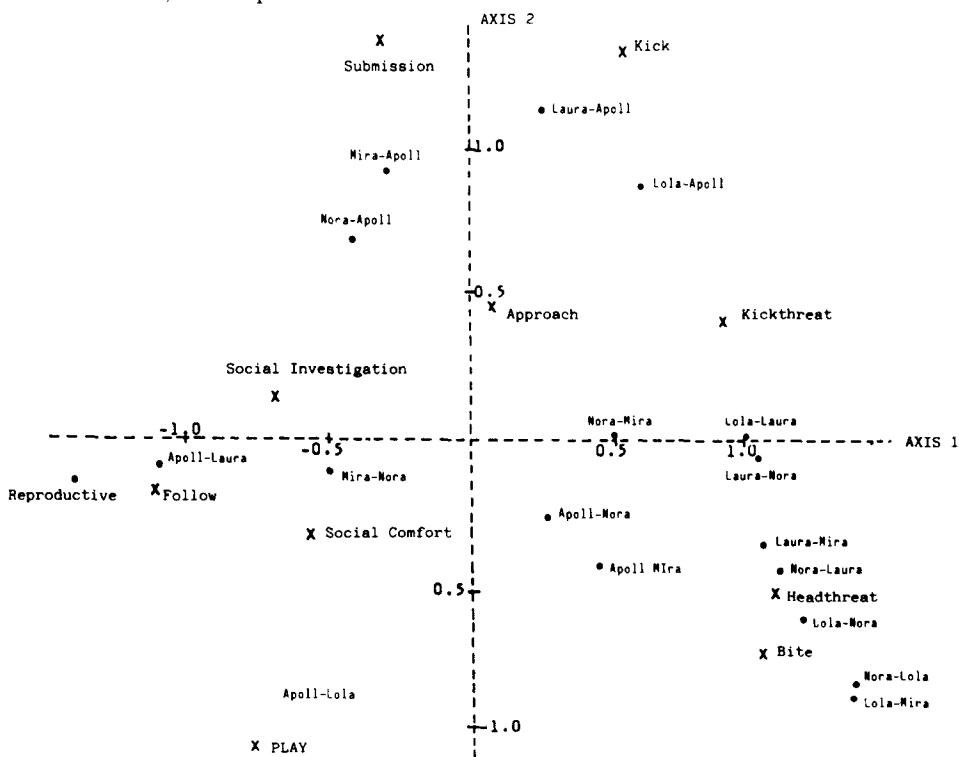 AXIS 2
x Kick
x
Submission
• Laura-Apoll
1.0
Mira-Apoll
• Lola-Apoll
Nora-Apoll
0.5
x Approach
x Kickthreat
Social Investigation
x
Nora-Mira
Lola-Laura
-1.0
-0.5
0.5
1.0
AXIS 1
• Apoll-Laura
• Mira-Nora
Laura-Nora
Reproductive
xFollow
• Apoll-Nora
x Social Comfort
• Laura-Mira
• Apoll MIra
• Nora-Laura
0.5
x Headthreat
• Lola-Nora
x Bite
Nora-Lola
Apoll-Lola
• Lola-Mira
-1.0
x PLAY